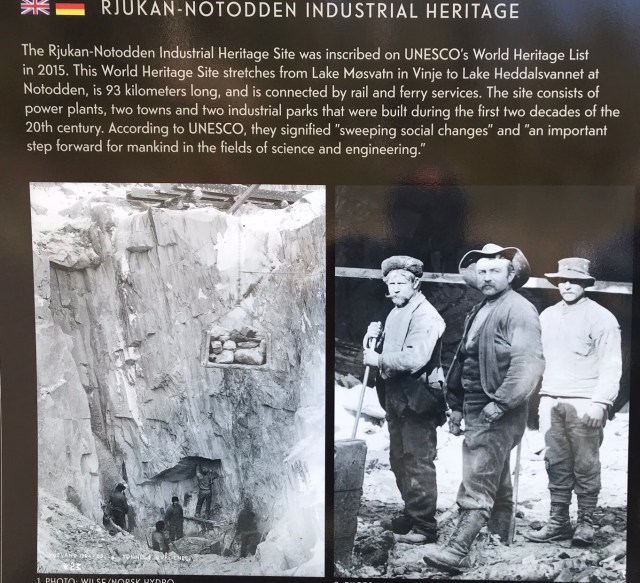 RJUKAN-NOTODDEN INDUSTRIAL HERITAGE
The Rjukan-Notodden Industrial Heritage Site was inscribed on UNESCO's World Heritage List
in 2015. This World Heritage Site stretches from Lake Møsvatn in Vinje to Lake Heddalsvannet at
Notodden, is 93 kilometers long, and is connected by rail and ferry services. The site consists of
power plants, two towns and two industrial parks that were built during the first two decades of the
20th century. According to UNESCO, they signified "sweeping social changes" and "an important
step forward for mankind in the fields of science and engineering."
1. PHOTO: WILSE/NORSK HYDRO